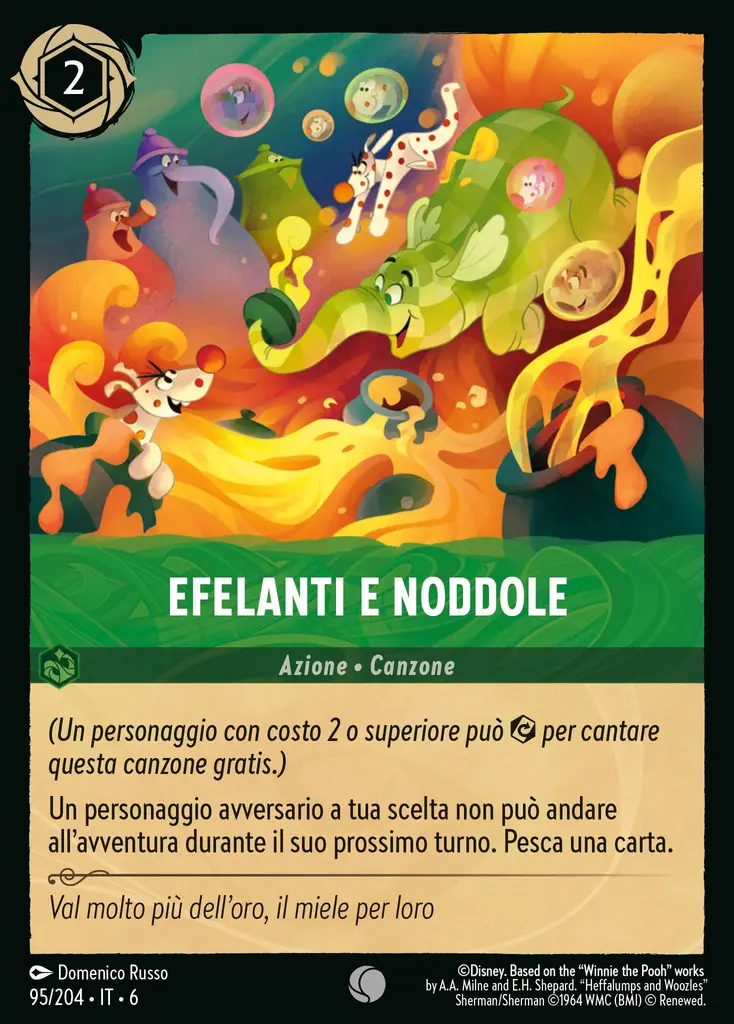 2
EFELANTI E NODDOLE
Azione • Canzone
(Un personaggio con costo 2 o superiore può per cantare
questa canzone gratis.)
Un personaggio avversario a tua scelta non può andare
all'avventura durante il suo prossimo turno. Pesca una carta.
Val molto più dell'oro, il miele per loro
Domenico Russo
95/204 • IT • 6
©Disney. Based on the “Winnie the Pooh” works
by A.A. Milne and E.H. Shepard. “Heffalumps and Woozles”
Sherman/Sherman ©1964 WMC (BMI) © Renewed.